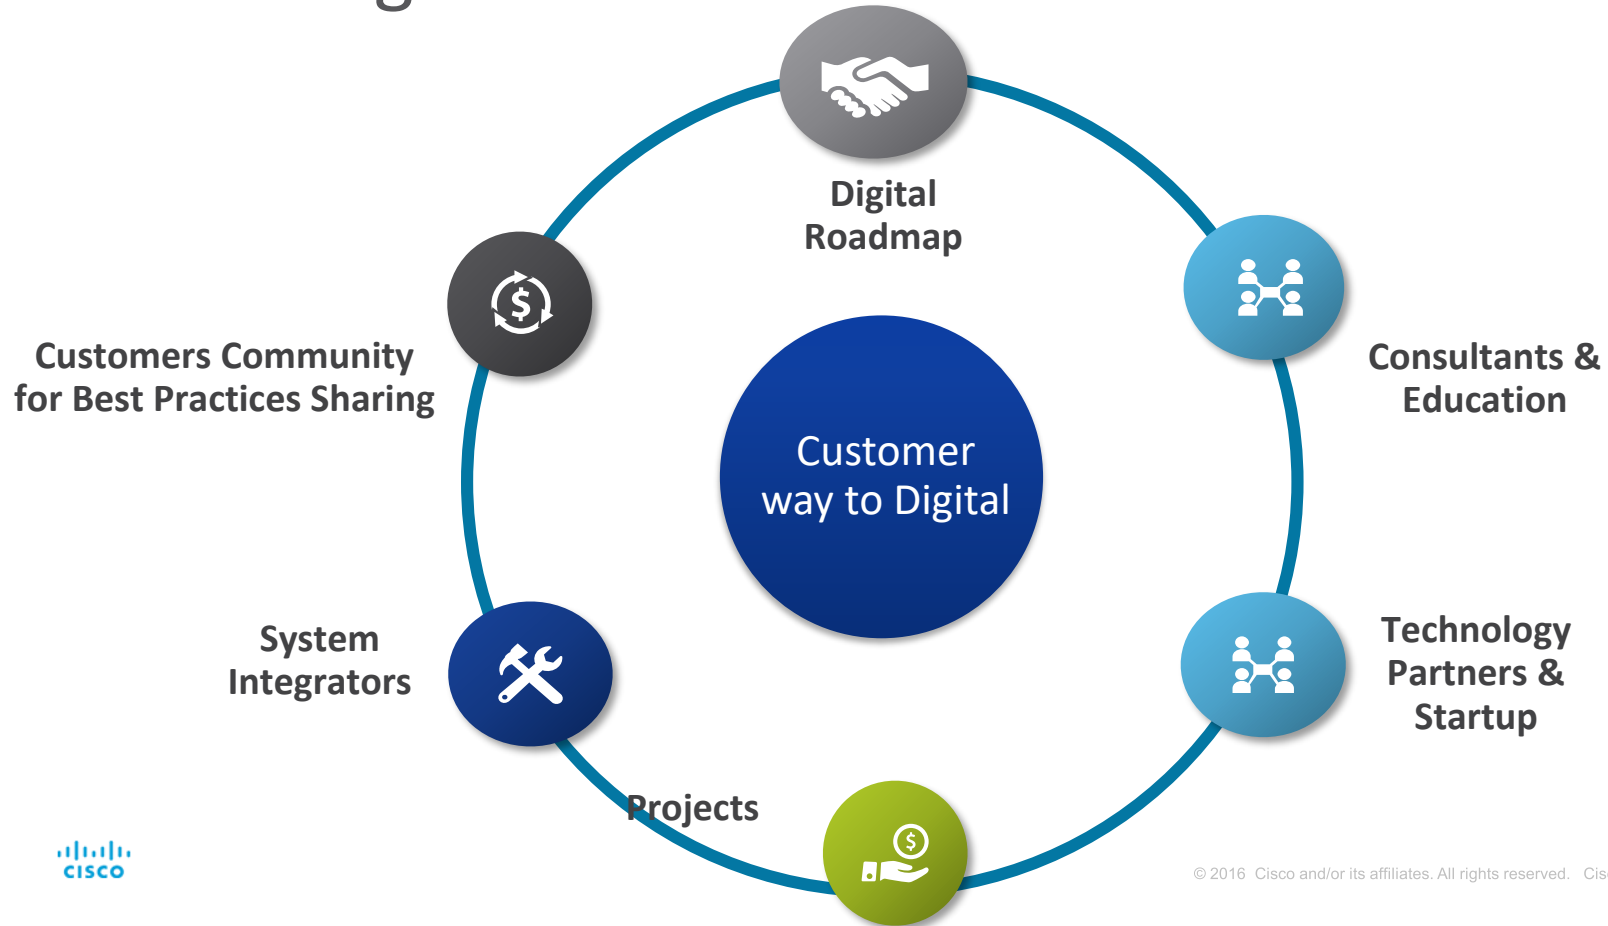 Digital
Roadmap
Customers Community
for Best Practices Sharing
Consultants &
Education
Customer
way to Digital
System
Integrators
Technology
Partners &
Startup
Projects
CISCO
© 2016 Cisco and/or its affiliates. All rights reserved.